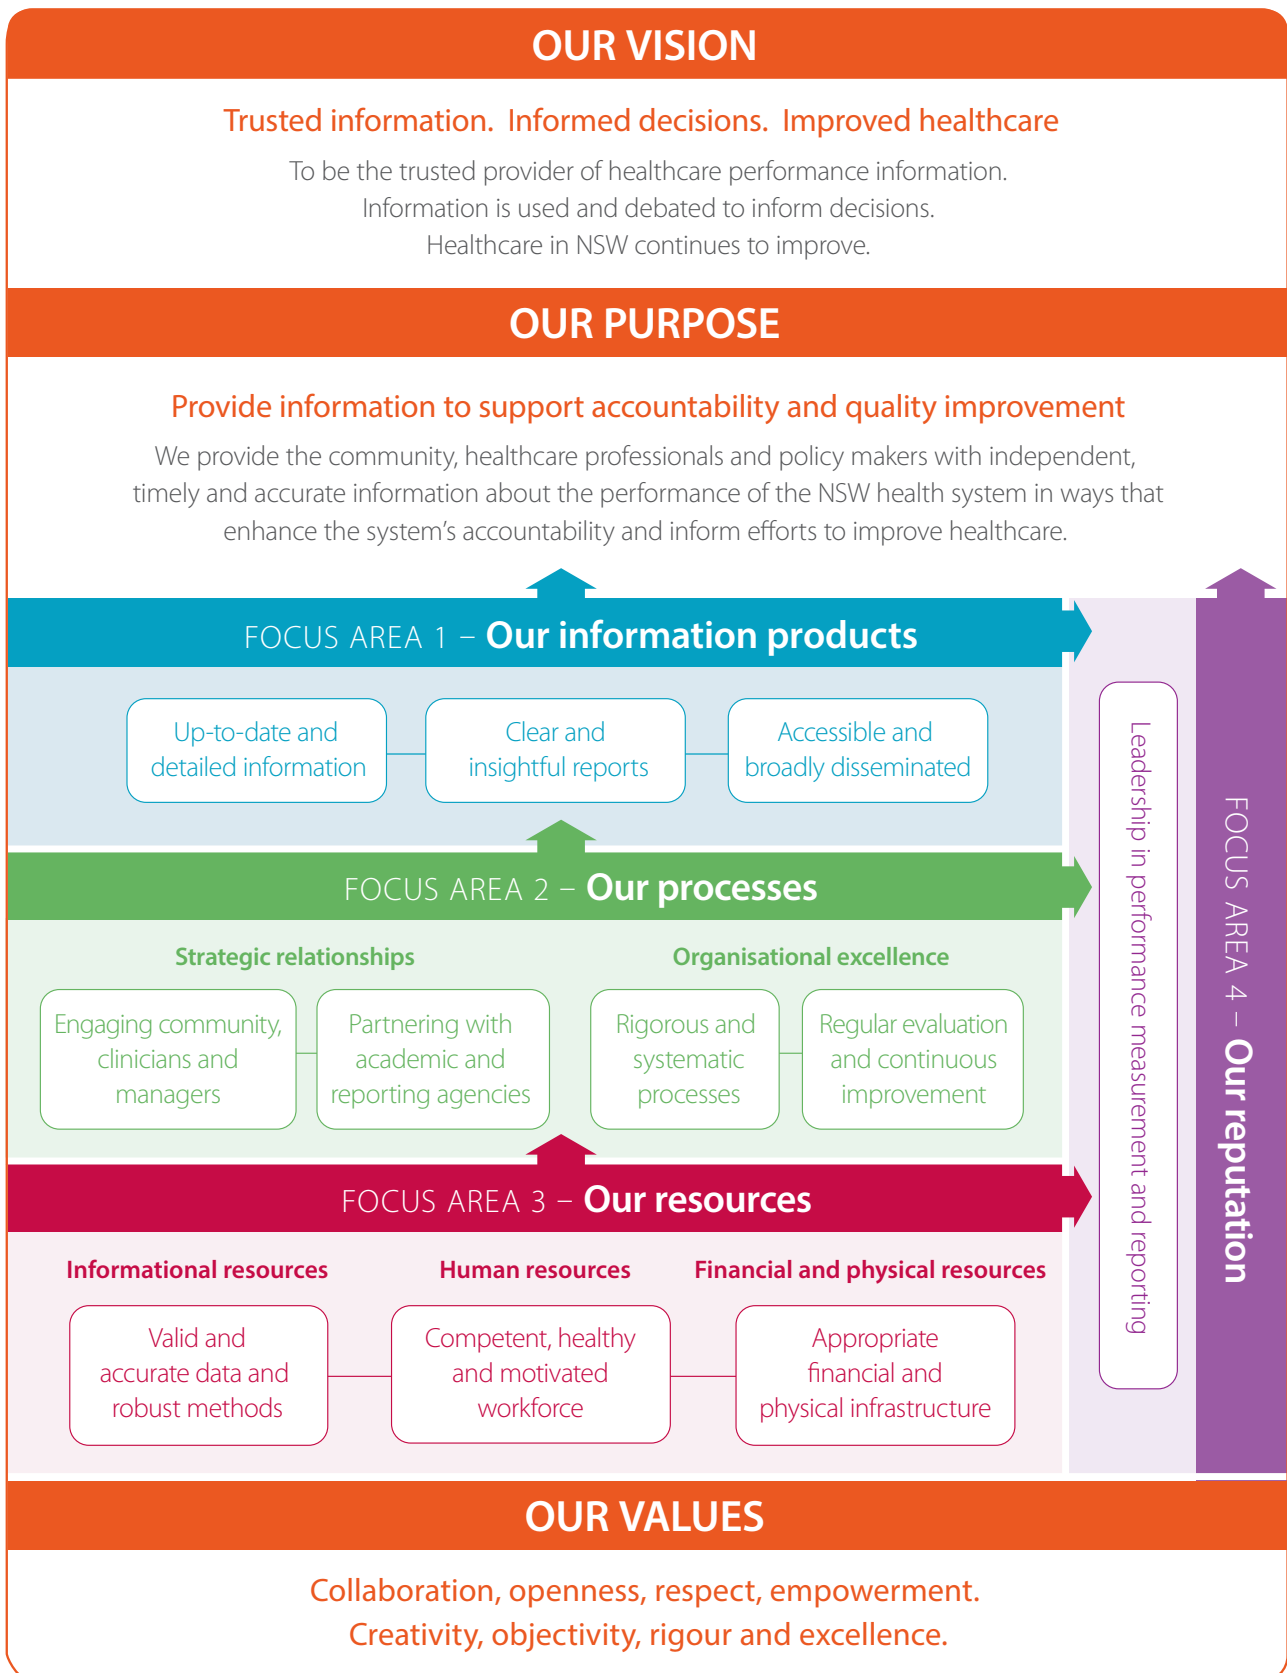 OUR VISION
Trusted information. Informed decisions. Improved healthcare
To be the trusted provider of healthcare performance information.
Information is used and debated to inform decisions.
Healthcare in NSW continues to improve.
OUR PURPOSE
Provide information to support accountability and quality improvement
We provide the community, healthcare professionals and policy makers with independent,
timely and accurate information about the performance of the NSW health system in ways that
enhance the system's accountability and inform efforts to improve healthcare.
FOCUS AREA 1 – Our information products
Up-to-date and
detailed information
Clear and
insightful reports
Accessible and
broadly disseminated
FOCUS AREA 2 – Our processes
Strategic relationships
Engaging community,
clinicians and
managers
Partnering with
academic and
reporting agencies
Organisational excellence
Rigorous and
systematic
processes
Regular evaluation
and continuous
improvement
FOCUS AREA 3 – Our resources
Informational resources
Valid and
accurate data and
robust methods
Human resources
Competent, healthy
and motivated
workforce
Financial and physical resources
Appropriate
financial and
physical infrastructure
Leadership in performance measurement and reporting
FOCUS AREA 4 – Our reputation
OUR VALUES
Collaboration, openness, respect, empowerment.
Creativity, objectivity, rigour and excellence.